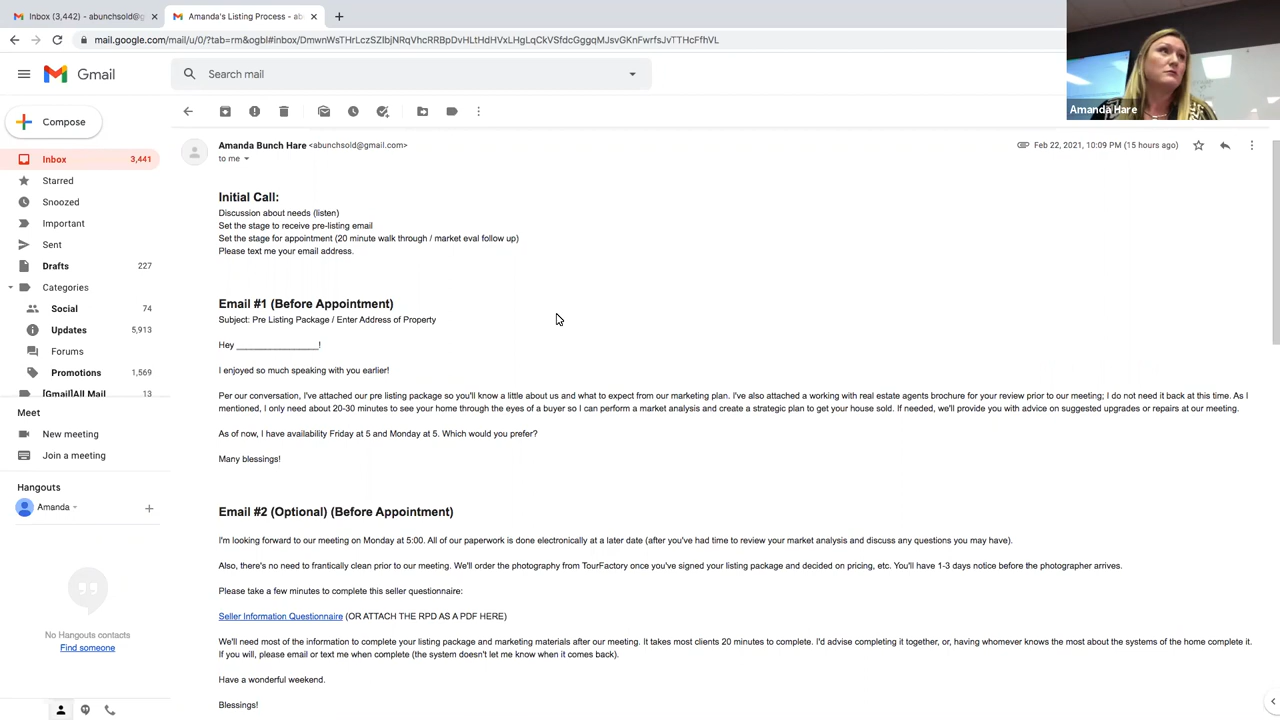 Inbox (3,442) - abunchsold@g
Amanda's Listing Process - ab
mail.google.com/mail/u/0/?tab=rm&ogbl#inbox/DmwnWsTHrLczSZlbjNRqVhcRRBpDvHLtHdHVxLHgLqCkVSfdcGggqMJsvGKnFwrfsJvTTHcFfhVL
Gmail
Search mail
Amanda Hare
Compose
Inbox 3,441
Starred
Snoozed
Important
Sent
Drafts 227
Categories
Social 74
Updates 5,913
Forums
Promotions 1,569
[Gmail]All Mail 13
Meet
New meeting
Join a meeting
Hangouts
Amanda
No Hangouts contacts
Find someone
Amanda Bunch Hare <abunchsold@gmail.com>
Feb 22, 2021, 10:09 PM (15 hours ago)
to me
Initial Call:
Discussion about needs (listen)
Set the stage to receive pre-listing email
Set the stage for appointment (20 minute walk through / market eval follow up)
Please text me your email address.
Email #1 (Before Appointment)
Subject: Pre Listing Package / Enter Address of Property
Hey _________________!
I enjoyed so much speaking with you earlier!
Per our conversation, I've attached our pre listing package so you'll know a little about us and what to expect from our marketing plan. I've also attached a working with real estate agents brochure for your review prior to our meeting; I do not need it back at this time. As I
mentioned, I only need about 20-30 minutes to see your home through the eyes of a buyer so I can perform a market analysis and create a strategic plan to get your house sold. If needed, we'll provide you with advice on suggested upgrades or repairs at our meeting.
As of now, I have availability Friday at 5 and Monday at 5. Which would you prefer?
Many blessings!
Email #2 (Optional) (Before Appointment)
I'm looking forward to our meeting on Monday at 5:00. All of our paperwork is done electronically at a later date (after you've had time to review your market analysis and discuss any questions you may have).
Also, there's no need to frantically clean prior to our meeting. We'll order the photography from TourFactory once you've signed your listing package and decided on pricing, etc. You'll have 1-3 days notice before the photographer arrives.
Please take a few minutes to complete this seller questionnaire:
Seller Information Questionnaire (OR ATTACH THE RPD AS A PDF HERE)
We'll need most of the information to complete your listing package and marketing materials after our meeting. It takes most clients 20 minutes to complete. I'd advise completing it together, or, having whomever knows the most about the systems of the home complete it.
If you will, please email or text me when complete (the system doesn't let me know when it comes back).
Have a wonderful weekend.
Blessings!